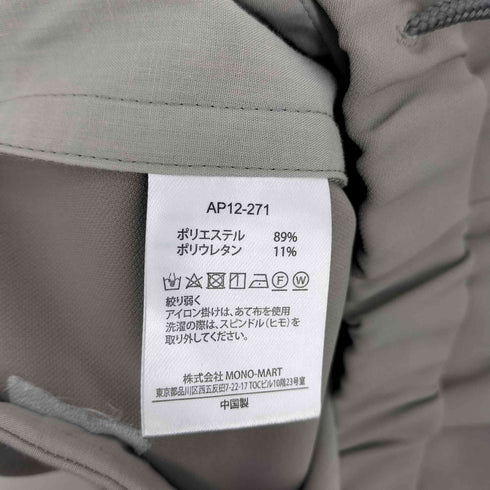 AP12-271
ポリエステル 89%
ポリウレタン 11%
F W
絞り弱く
アイロン掛けは、あて布を使用
洗濯の際は、スピンドル(ヒモ)を
取り外してください。
株式会社 MONO-MART
東京都品川区西五反田7-22-17 TOCビル10階23号室
中国製